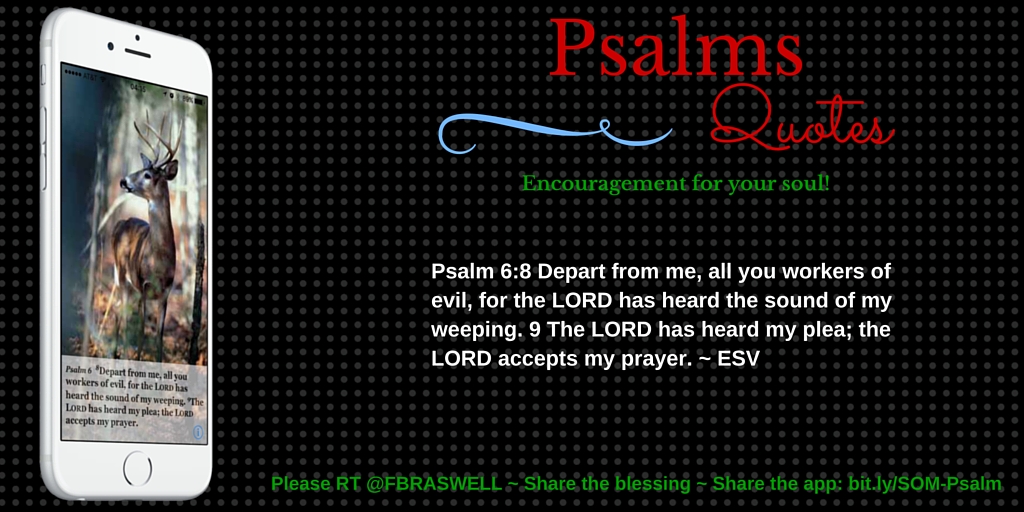 Psalms
Quotes
Encouragement for your soul!
Psalm 6:8 Depart from me, all you workers of
evil, for the LORD has heard the sound of my
weeping. 9 The LORD has heard my plea; the
LORD accepts my prayer. ~ ESV
AT&T
04:15
Psalm 6 ⁸Depart from me, all you
workers of evil, for the LORD has
heard the sound of my weeping. ⁹The
LORD has heard my plea; the LORD
accepts my prayer.
Please RT @FBRASWELL ~ Share the blessing ~ Share the app: bit.ly/SOM-Psalm